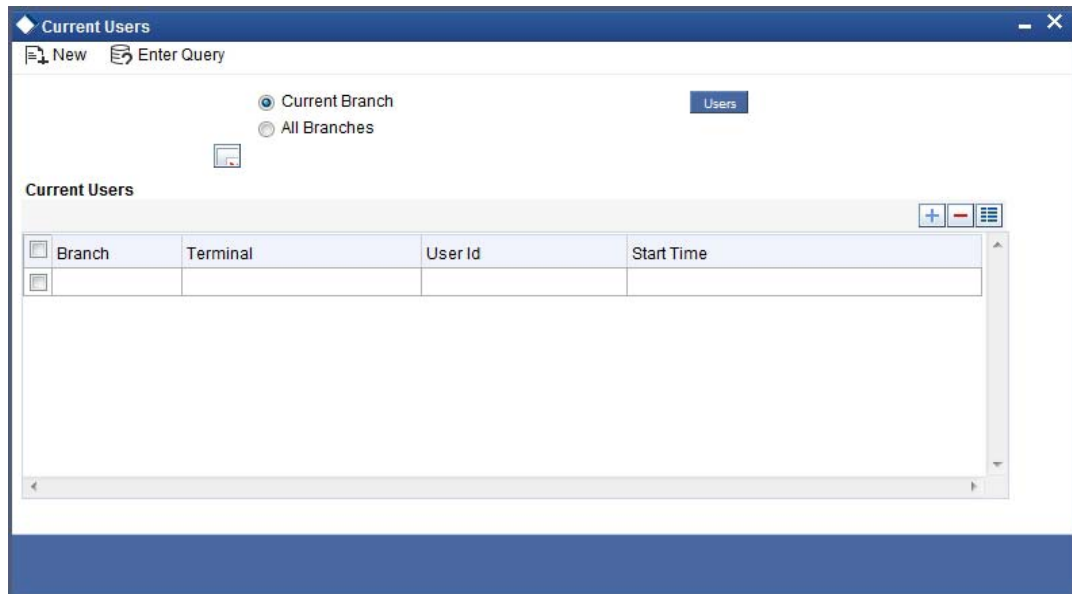 Current Users
New Enter Query
Current Branch Users
All Branches
Current Users
Branch Terminal User Id Start Time